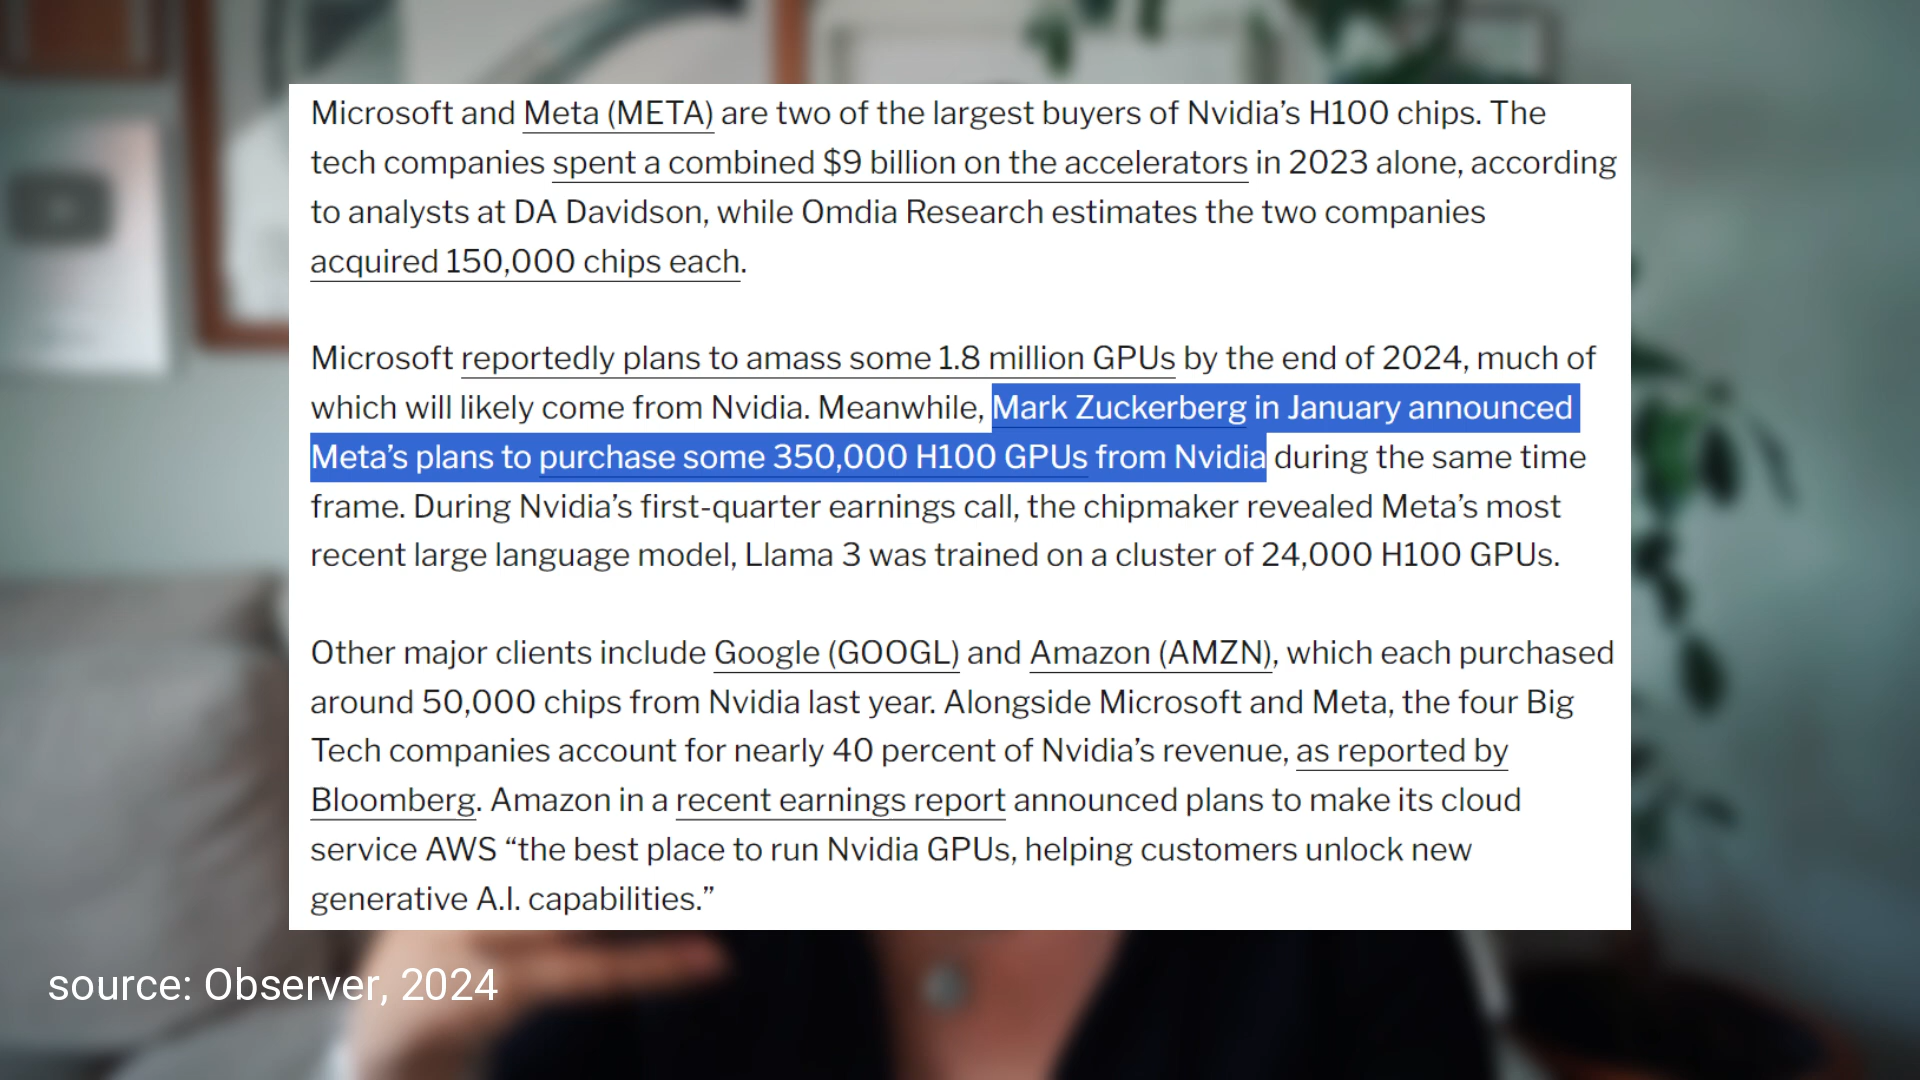 Microsoft and Meta (META) are two of the largest buyers of Nvidia’s H100 chips. The
tech companies spent a combined $9 billion on the accelerators in 2023 alone, according
to analysts at DA Davidson, while Omdia Research estimates the two companies
acquired 150,000 chips each.
Microsoft reportedly plans to amass some 1.8 million GPUs by the end of 2024, much of
which will likely come from Nvidia. Meanwhile, Mark Zuckerberg in January announced
Meta’s plans to purchase some 350,000 H100 GPUs from Nvidia during the same time
frame. During Nvidia’s first-quarter earnings call, the chipmaker revealed Meta’s most
recent large language model, Llama 3 was trained on a cluster of 24,000 H100 GPUs.
Other major clients include Google (GOOGL) and Amazon (AMZN), which each purchased
around 50,000 chips from Nvidia last year. Alongside Microsoft and Meta, the four Big
Tech companies account for nearly 40 percent of Nvidia’s revenue, as reported by
Bloomberg. Amazon in a recent earnings report announced plans to make its cloud
service AWS “the best place to run Nvidia GPUs, helping customers unlock new
generative A.I. capabilities.”
source: Observer, 2024